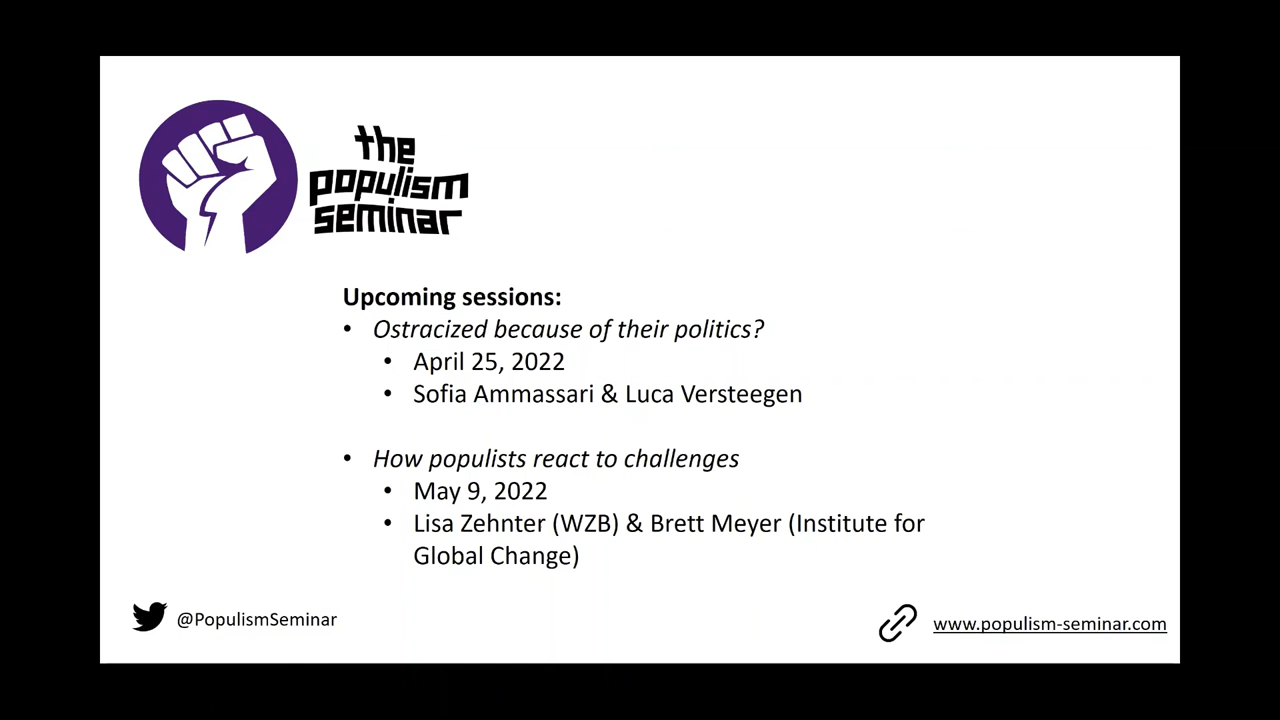 the
populism
seminar
Upcoming sessions:
• Ostracized because of their politics?
• April 25, 2022
• Sofia Ammassari & Luca Versteegen
• How populists react to challenges
• May 9, 2022
• Lisa Zehnter (WZB) & Brett Meyer (Institute for
Global Change)
@PopulismSeminar
www.populism-seminar.com